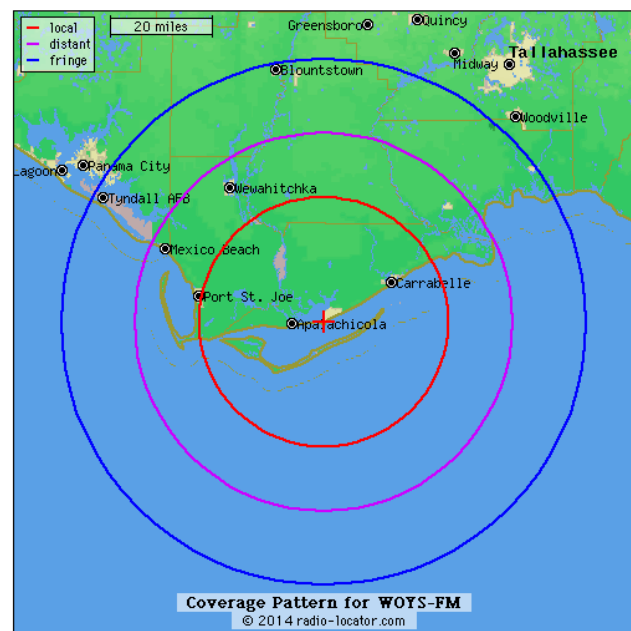 local
distant
fringe
20 miles
Greensboro
Quincy
Tallahassee
Midway
Blountstown
Woodville
Lagoon
Panama City
Wewahitchka
Tyndall AFB
Mexico Beach
Carrabelle
Port St. Joe
Apalachicola
Coverage Pattern for WOYS-FM
© 2014 radio-locator.com